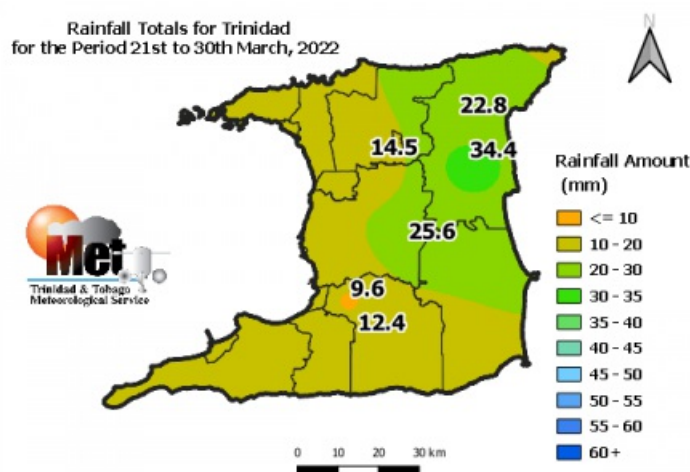 Rainfall Totals for Trinidad
for the Period 21st to 30th March, 2022
N
22.8
14.5
34.4
25.6
9.6
12.4
Met
Trinidad & Tobago
Meteorological Service
Rainfall Amount
(mm)
<= 10
10 - 20
20 - 30
30 - 35
35 - 40
40 - 45
45 - 50
50 - 55
55 - 60
60+
0 10 20 30 km